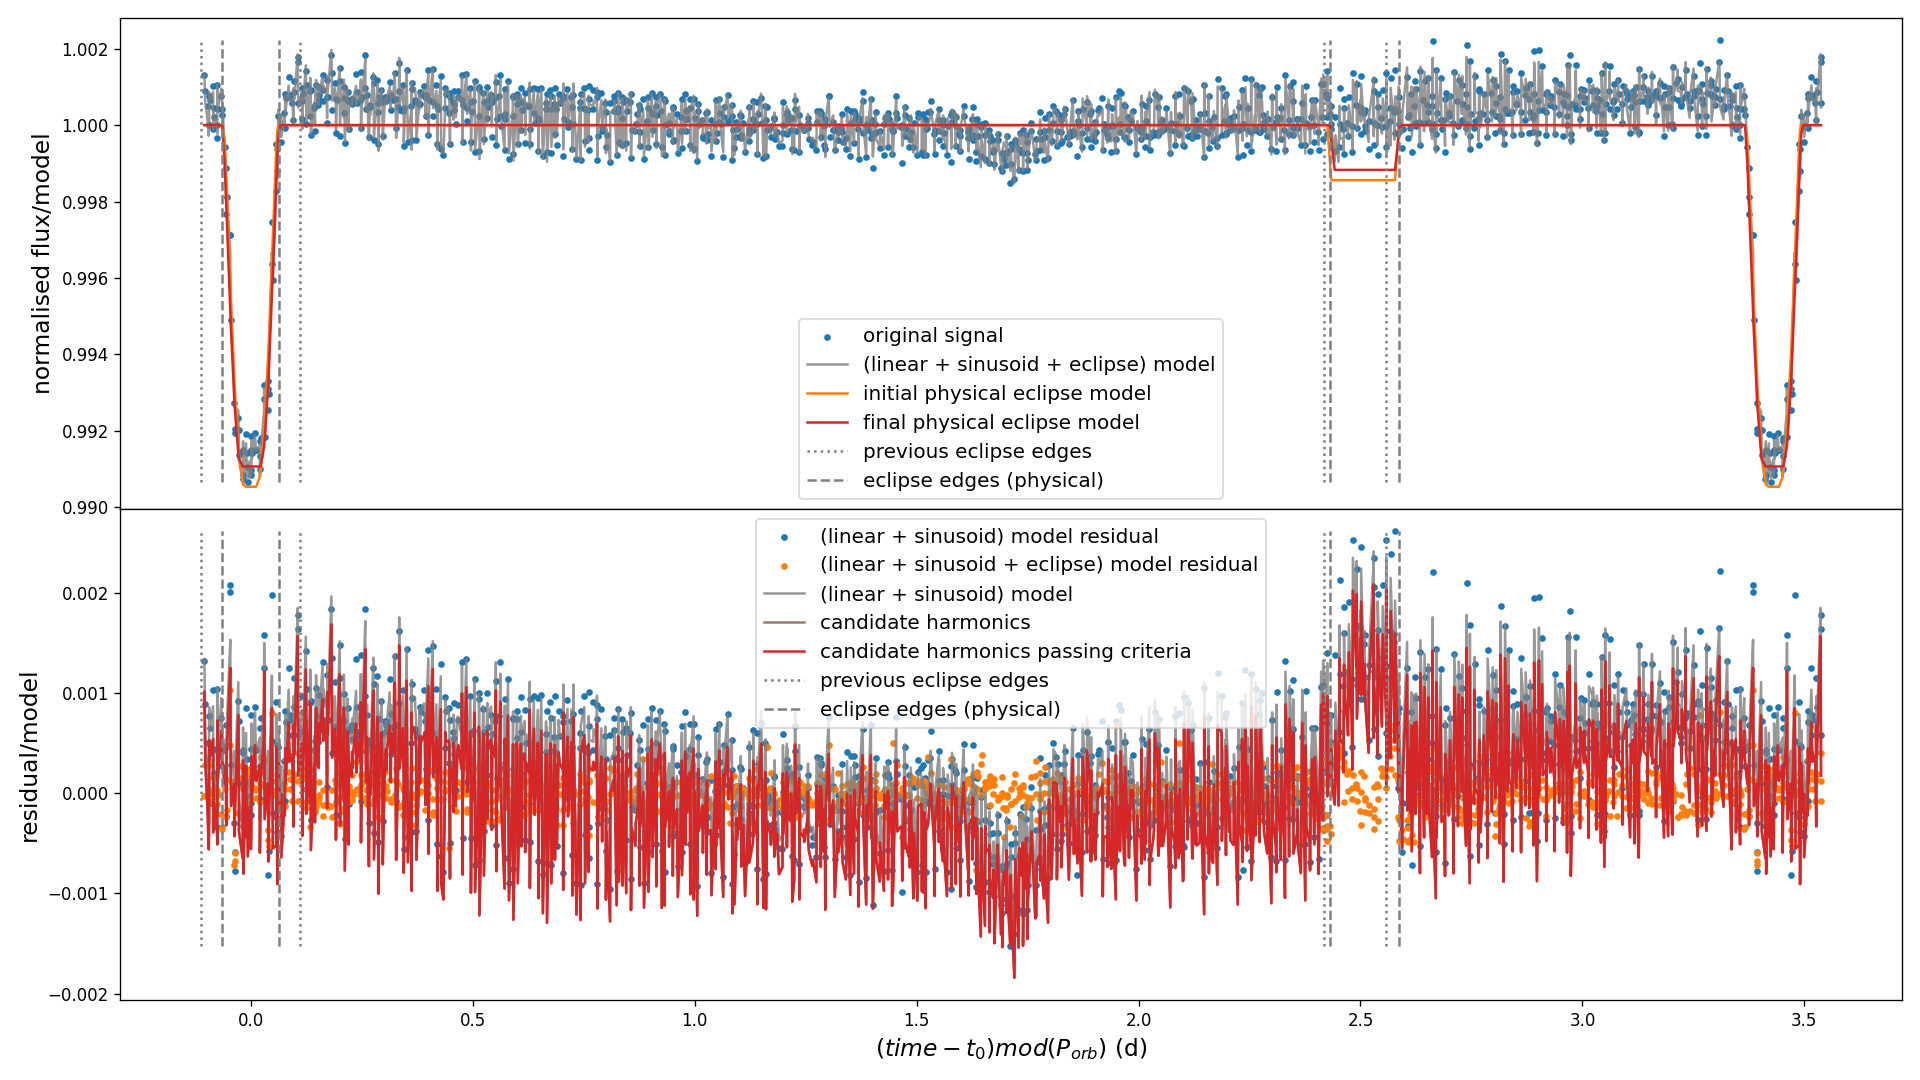 normalised flux/model
1.002
1.000
0.998
0.996
0.994
0.992
0.990
original signal
(linear + sinusoid + eclipse) model
initial physical eclipse model
final physical eclipse model
previous eclipse edges
eclipse edges (physical)
residual/model
0.002
0.001
0.000
−0.001
−0.002
(linear + sinusoid) model residual
(linear + sinusoid + eclipse) model residual
(linear + sinusoid) model
candidate harmonics
candidate harmonics passing criteria
previous eclipse edges
eclipse edges (physical)
0.0 0.5 1.0 1.5 2.0 2.5 3.0 3.5
(time − t₀)mod(P_orb) (d)